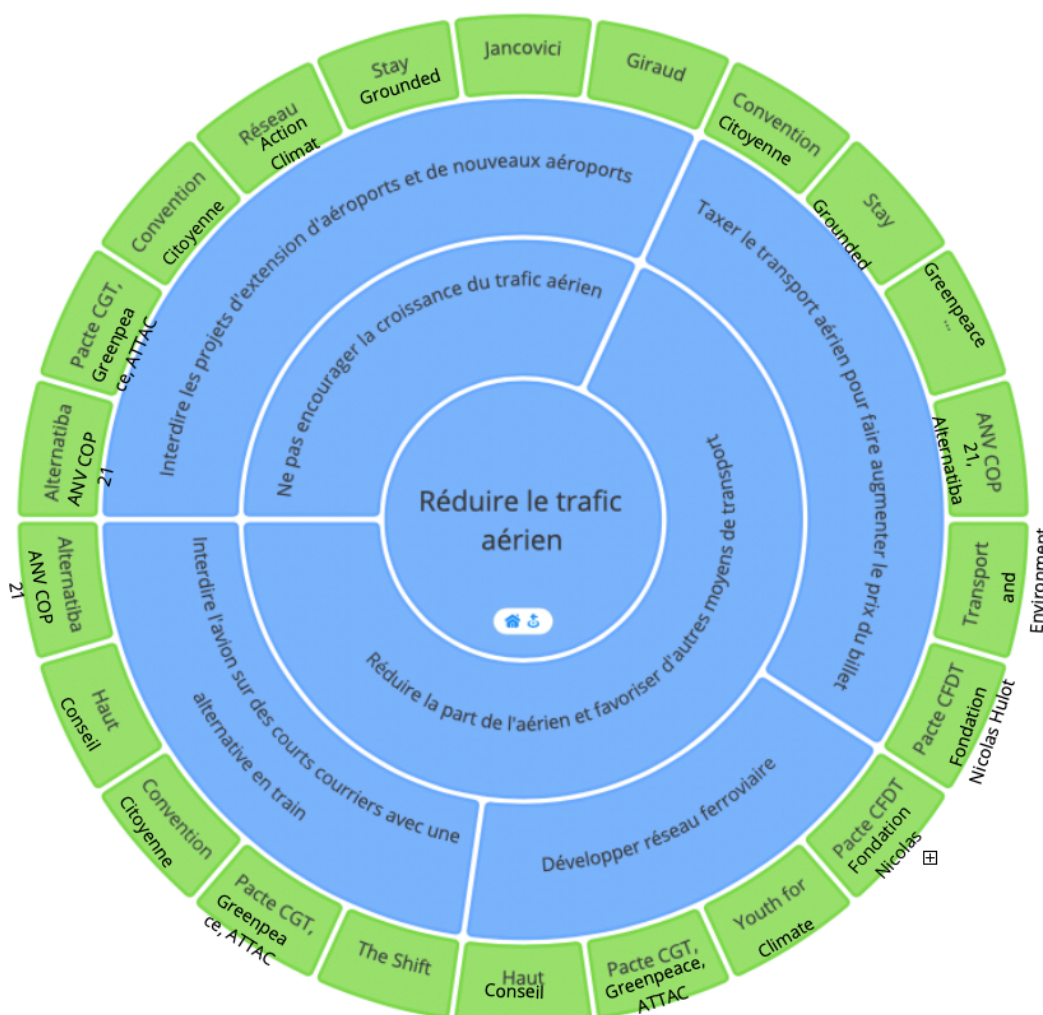 Réduire le trafic
aérien
Ne pas encourager la croissance du trafic aérien
Réduire la part de l'aérien et favoriser d'autres moyens de transport
Interdire les projets d'extension d'aéroports et de nouveaux aéroports
Taxer le transport aérien pour faire augmenter le prix du billet
Développer réseau ferroviaire
Interdire l'avion sur des courts courriers avec une
alternative en train
Alternatiba
ANV COP
21
Pacte CGT,
Greenpea
ce, ATTAC
Convention
Citoyenne
Réseau
Action
Climat
Stay
Grounded
Jancovici
Giraud
Convention
Citoyenne
Stay
Grounded
Greenpeace
...
ANV COP
21,
Alternatiba
Transport
and
Environment
Pacte CFDT
Fondation
Nicolas Hulot
Pacte CFDT
Fondation
Nicolas
Youth for
Climate
Pacte CGT,
Greenpeace,
ATTAC
Haut
Conseil
The Shift
Pacte CGT,
Greenpea
ce, ATTAC
Convention
Citoyenne
Haut
Conseil
Alternatiba
ANV COP
21